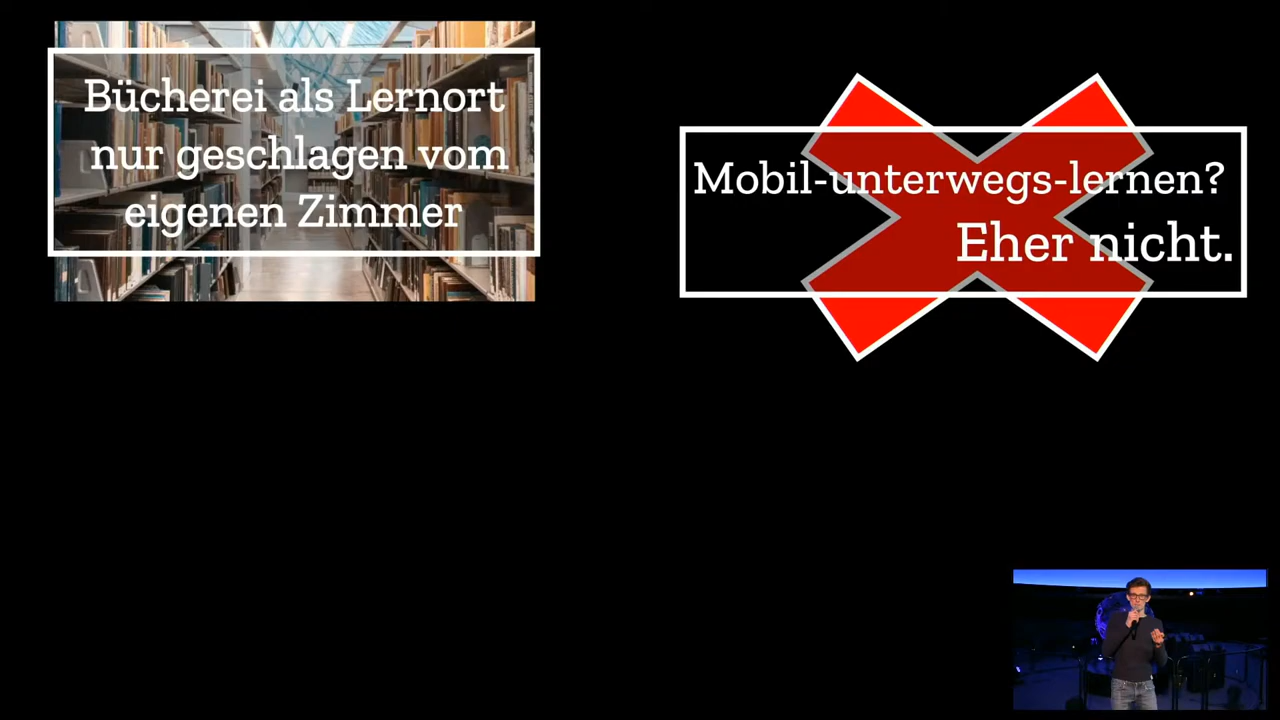 Bücherei als Lernort
nur geschlagen vom
eigenen Zimmer
Mobil-unterwegs-lernen?
Eher nicht.